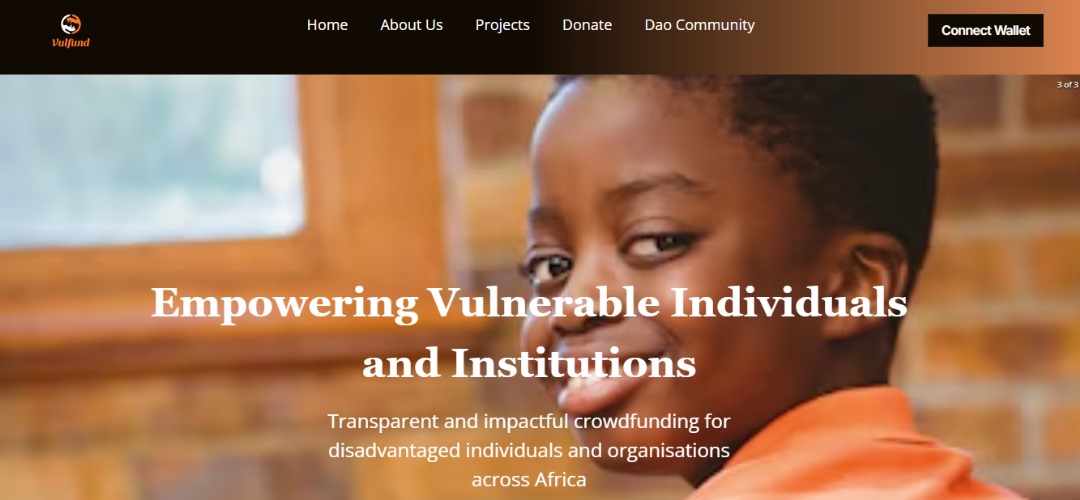 Vulfund
Home About Us Projects Donate Dao Community
Connect Wallet
3 of 3
Empowering Vulnerable Individuals
and Institutions
Transparent and impactful crowdfunding for
disadvantaged individuals and organisations
across Africa